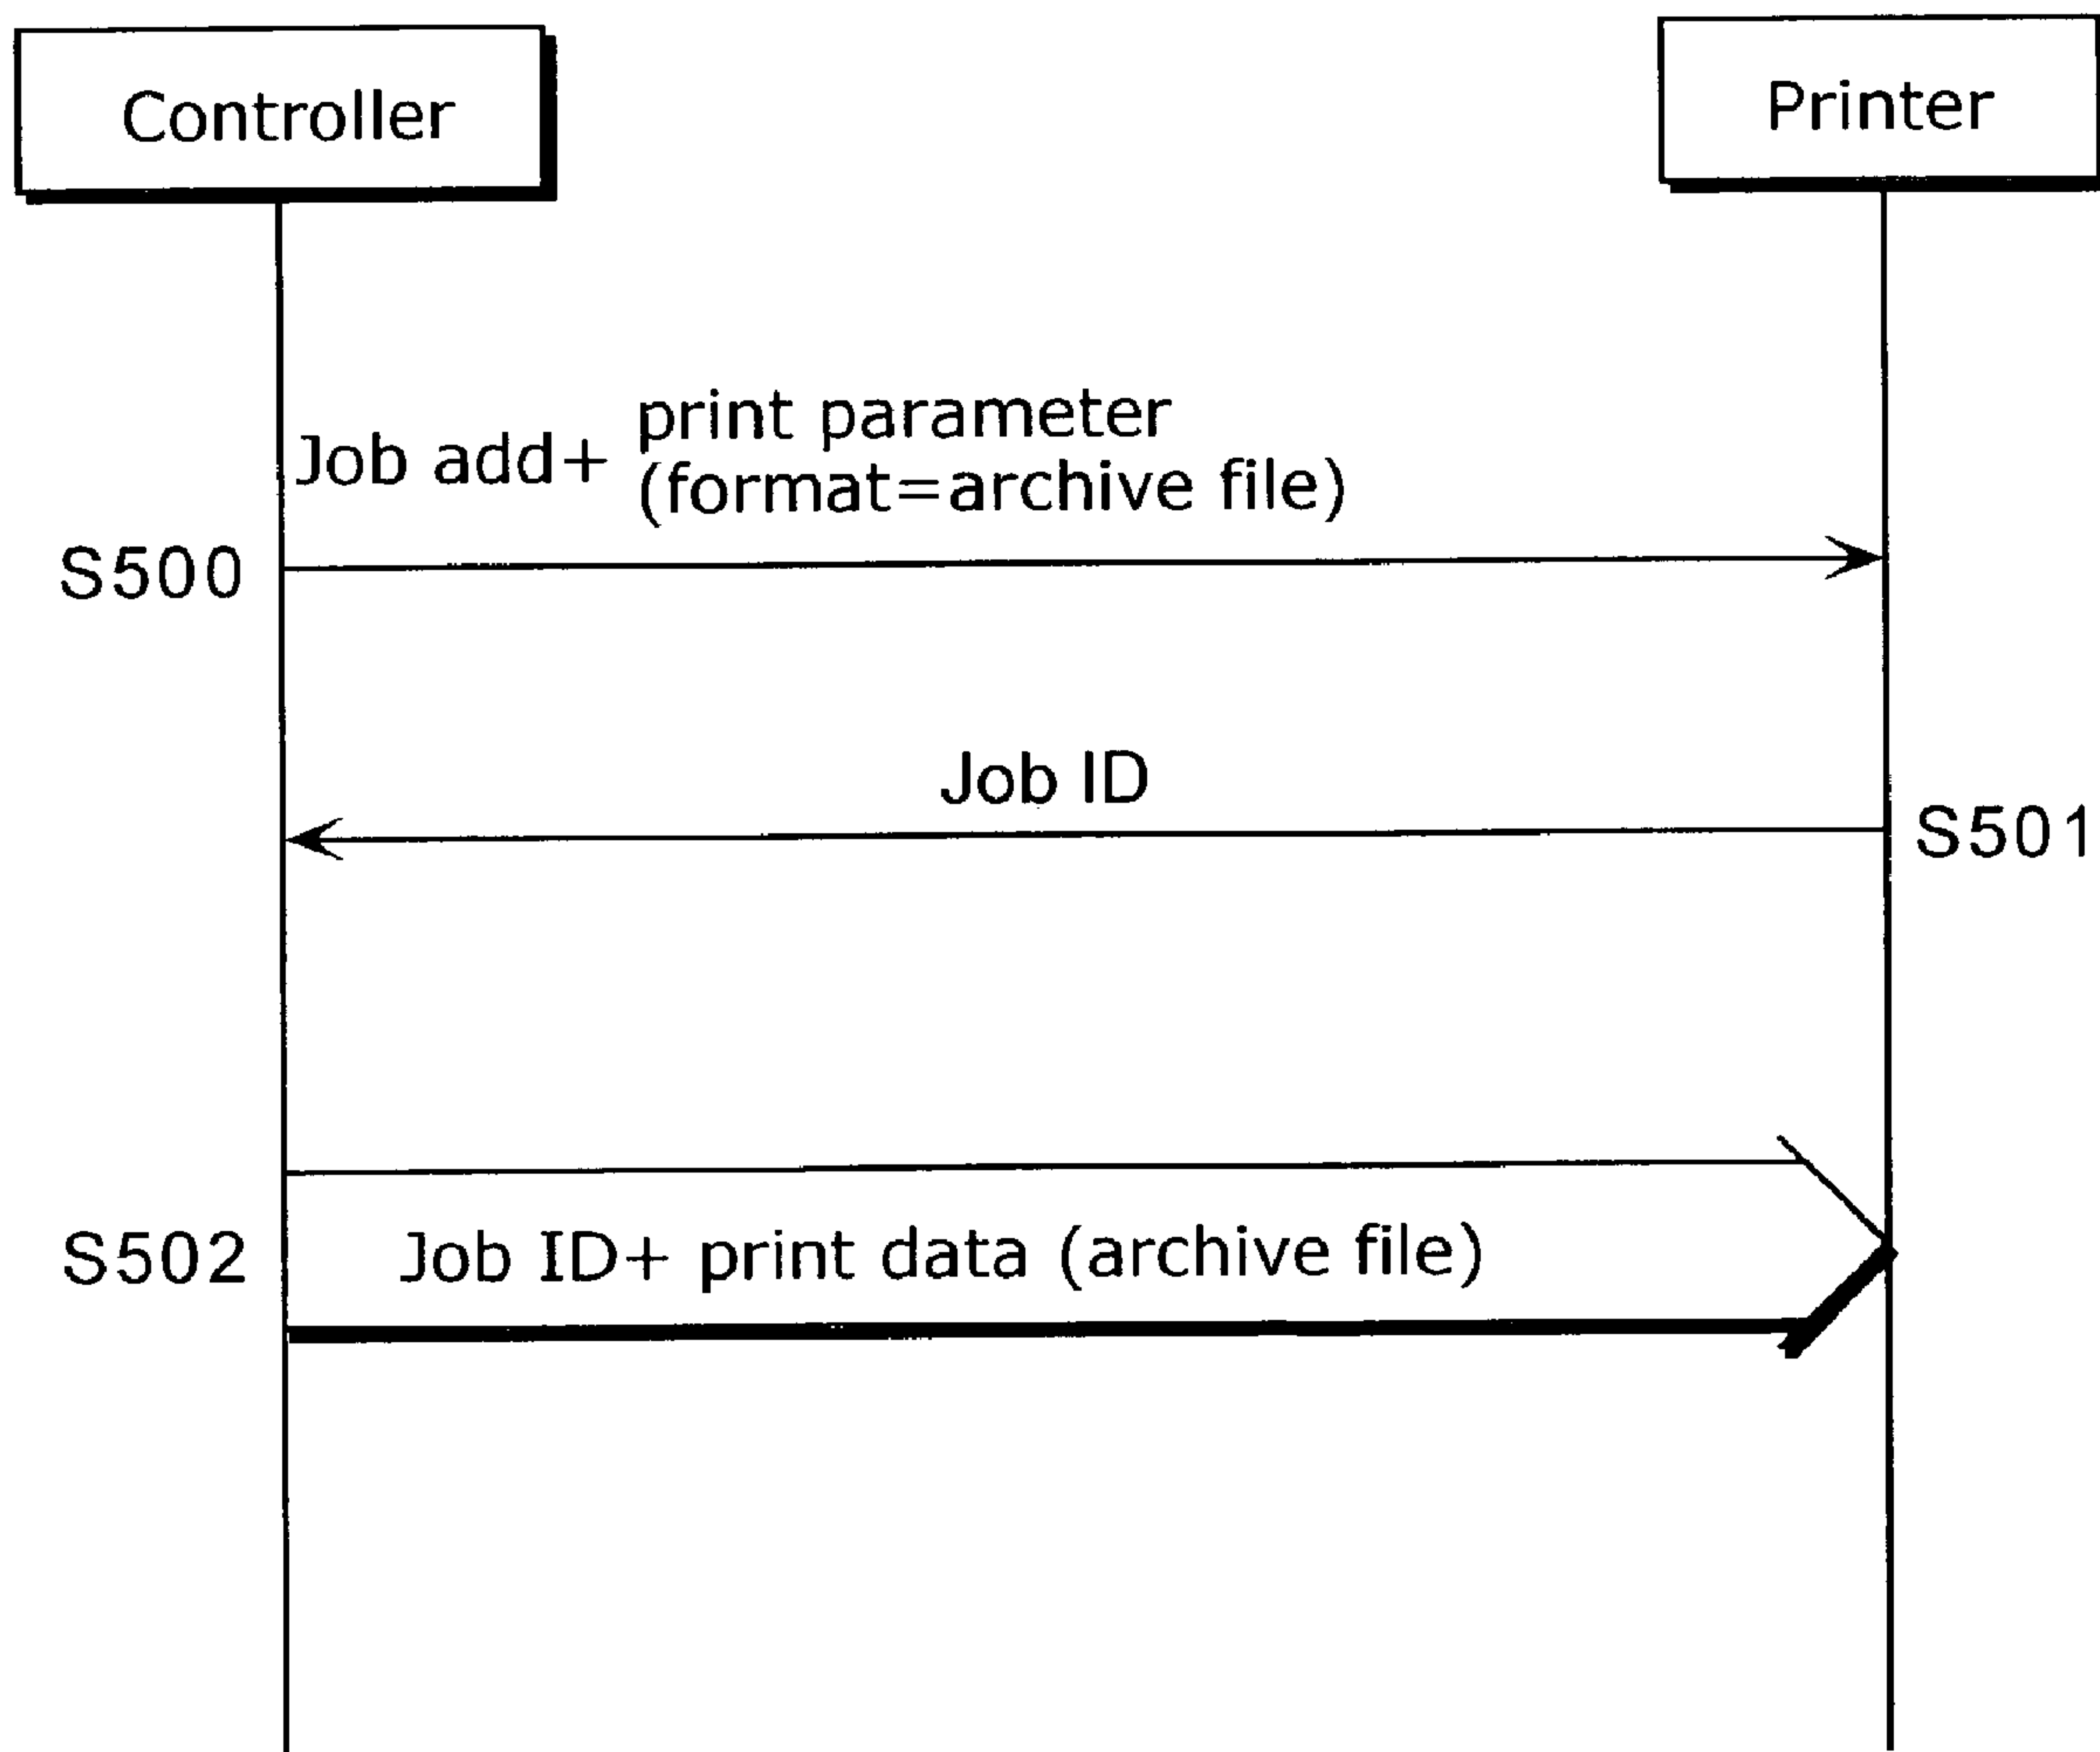 Controller
Printer
Job add+
print parameter
(format=archive file)
S500
Job ID
S501
S502
Job ID+ print data (archive file)